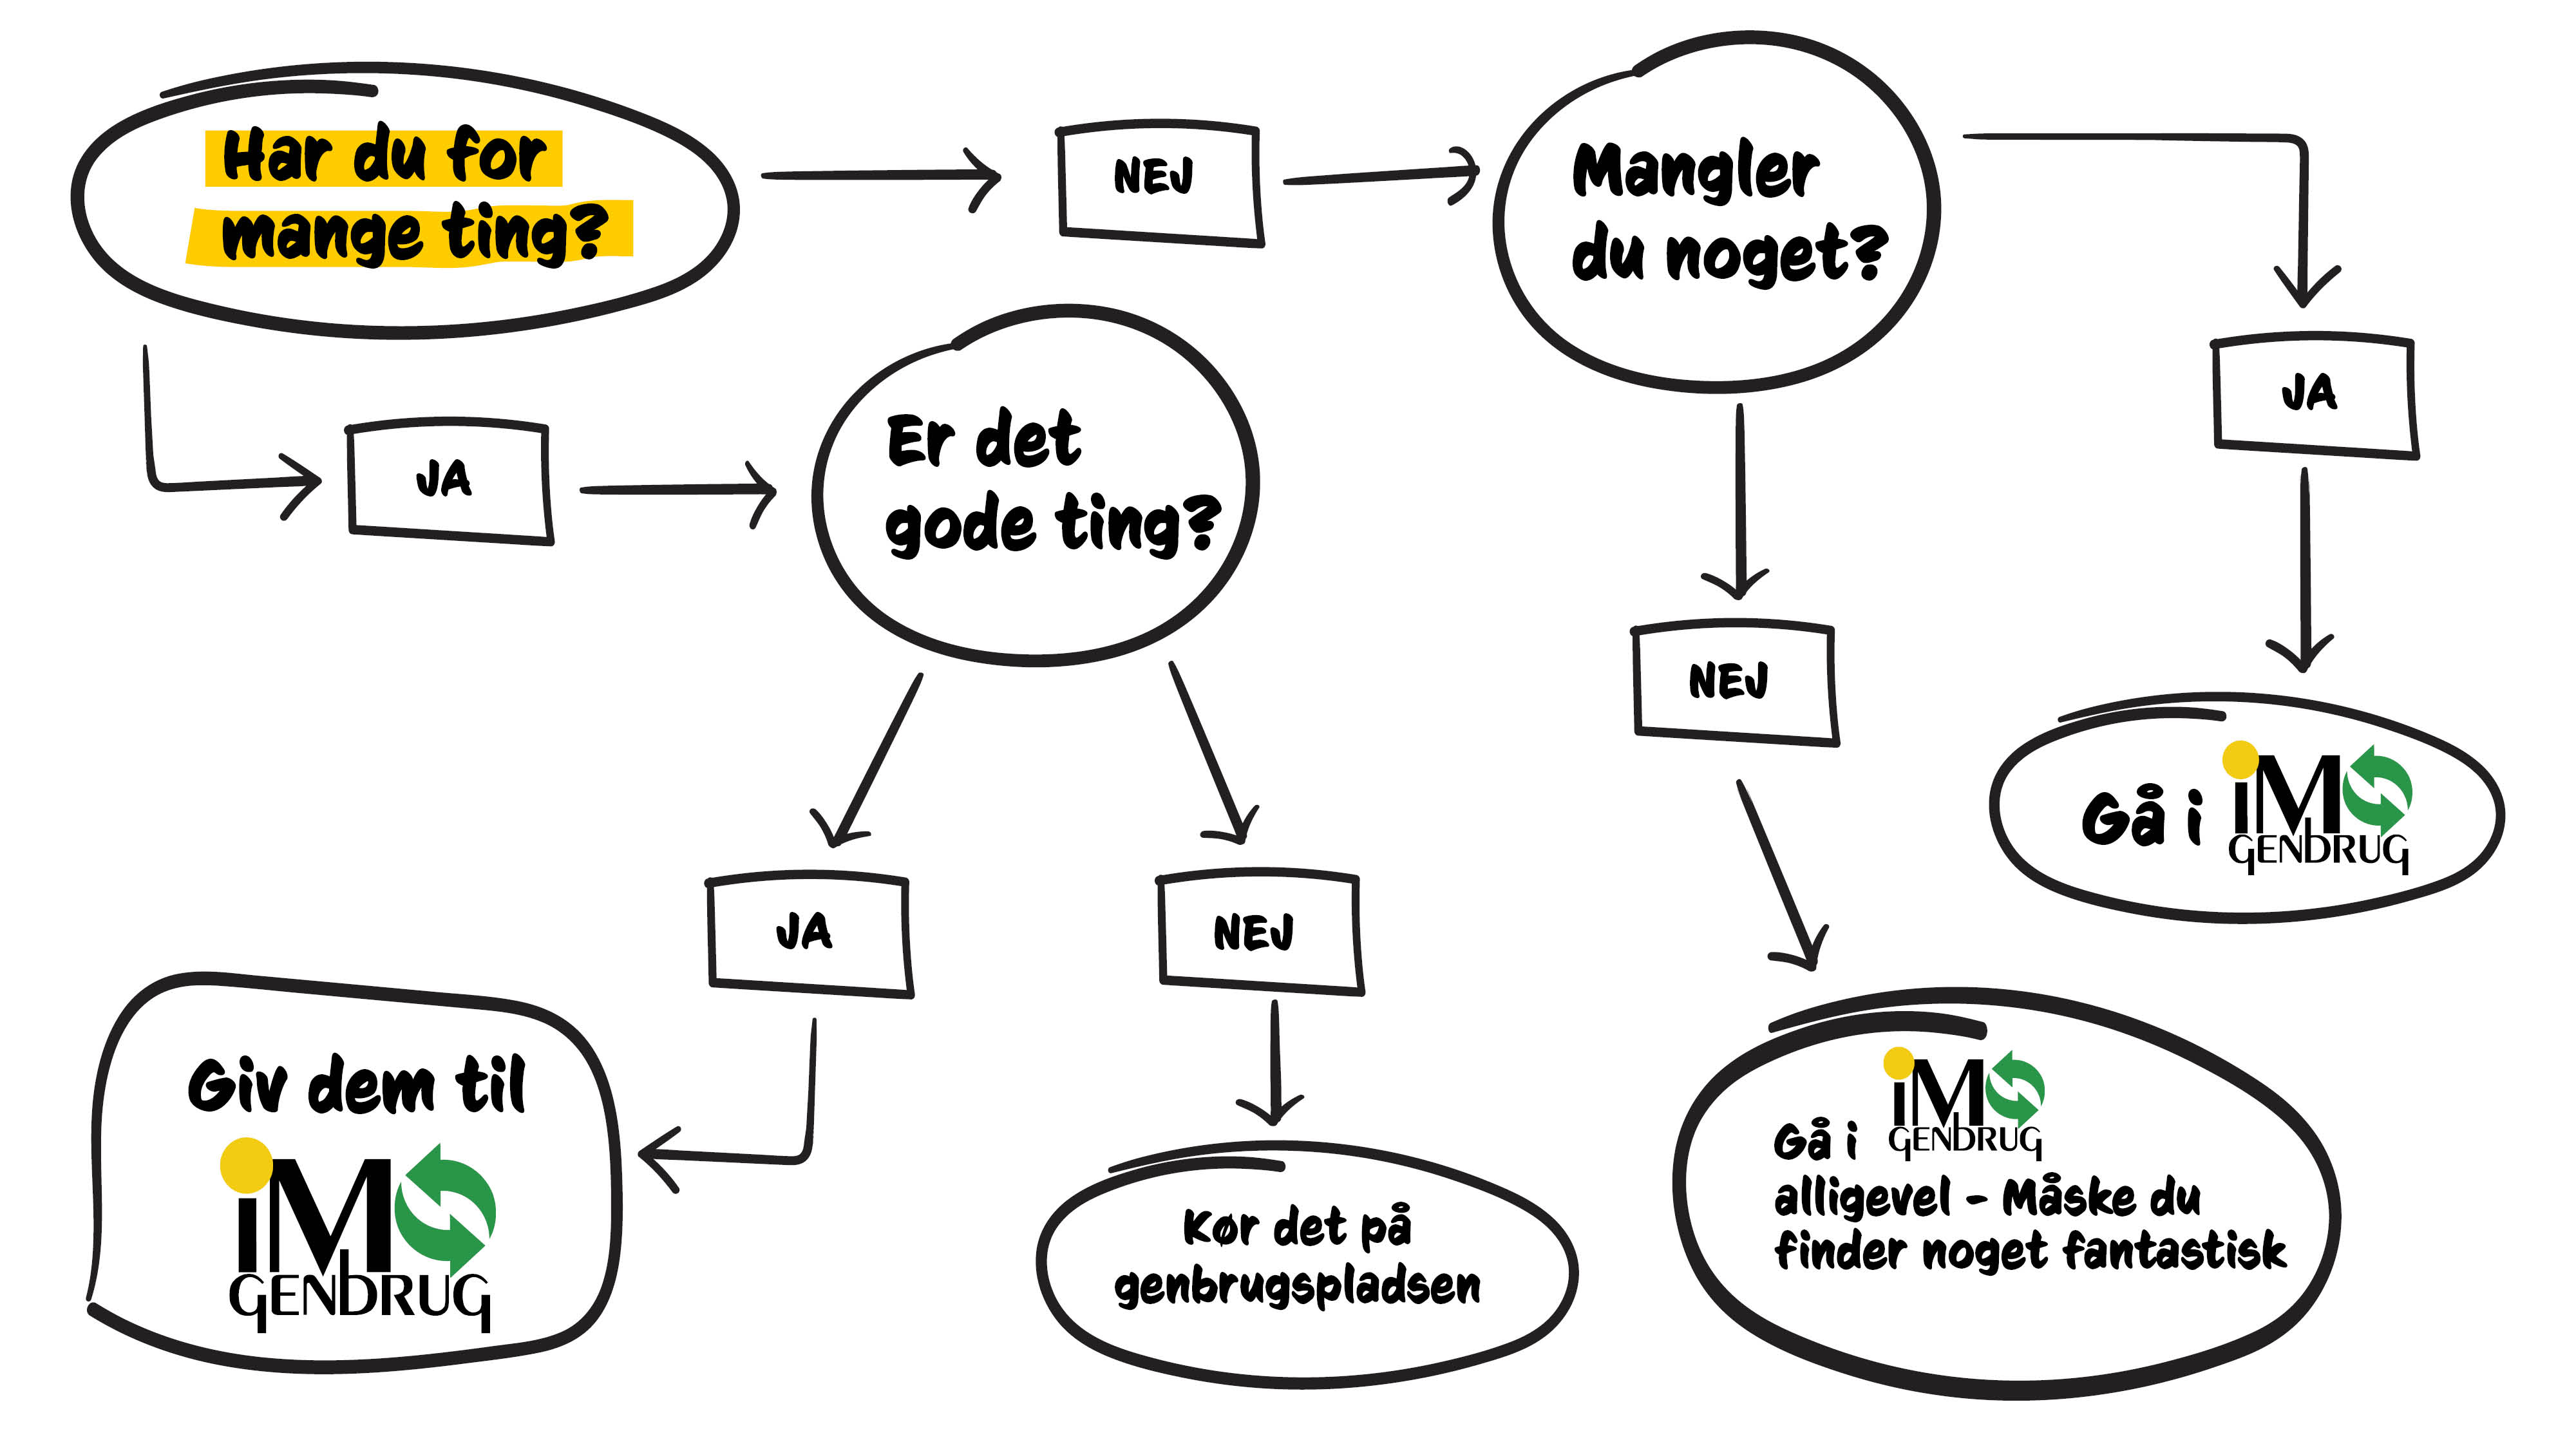 Har du for
mange ting?
NEJ
Mangler
du noget?
JA
JA
Er det
gode ting?
NEJ
Gå i iM
GENBRUG
JA
NEJ
Giv dem til
iM
GENBRUG
Kør det på
genbrugspladsen
iM
Gå i GENBRUG
alligevel - Måske du
finder noget fantastisk